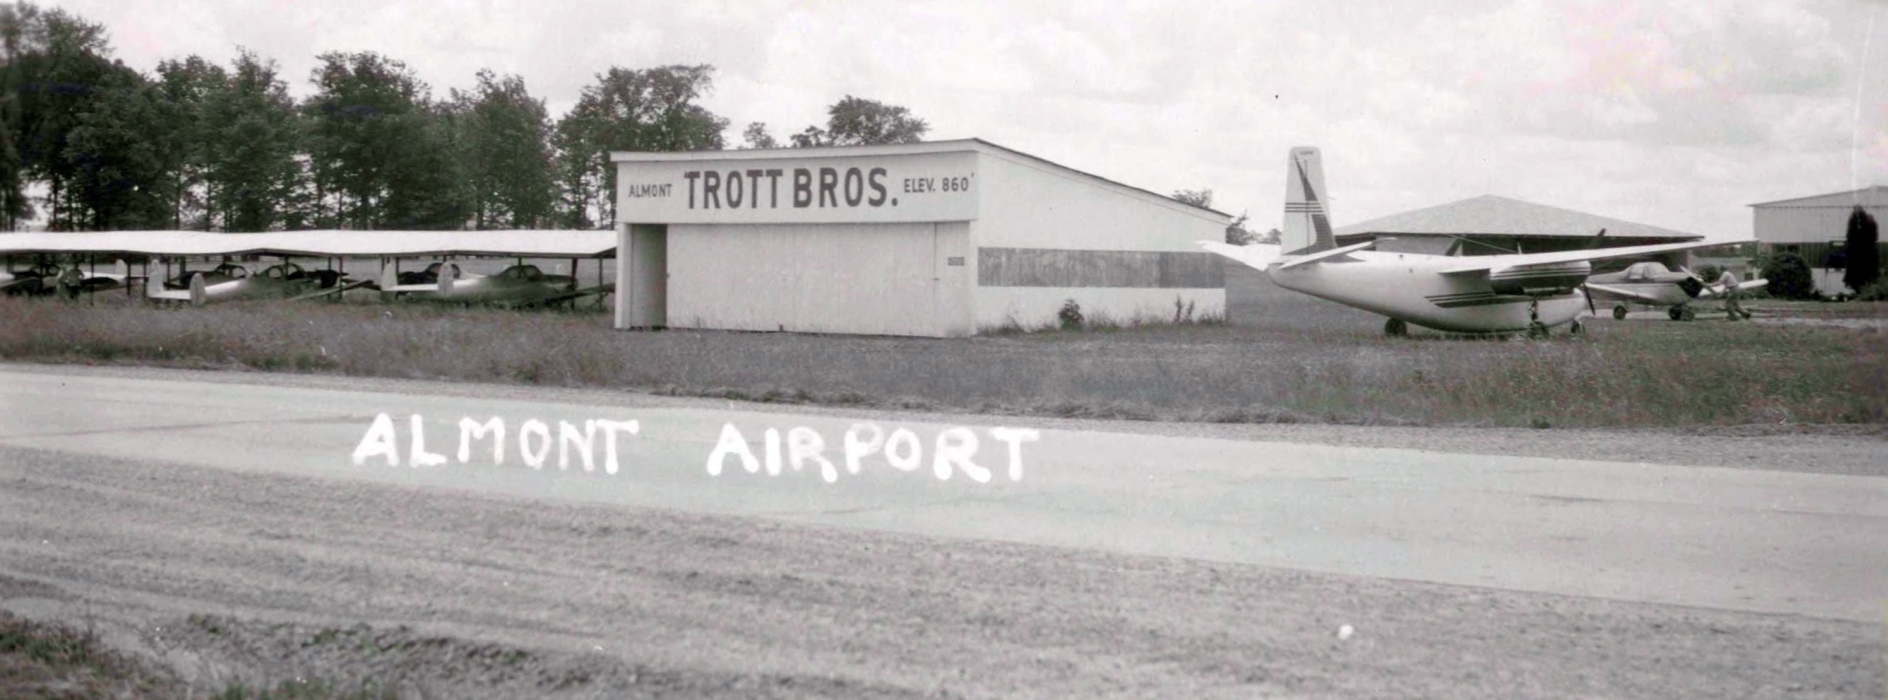 ALMONT TROTT BROS. ELEV. 860'
ALMONT AIRPORT